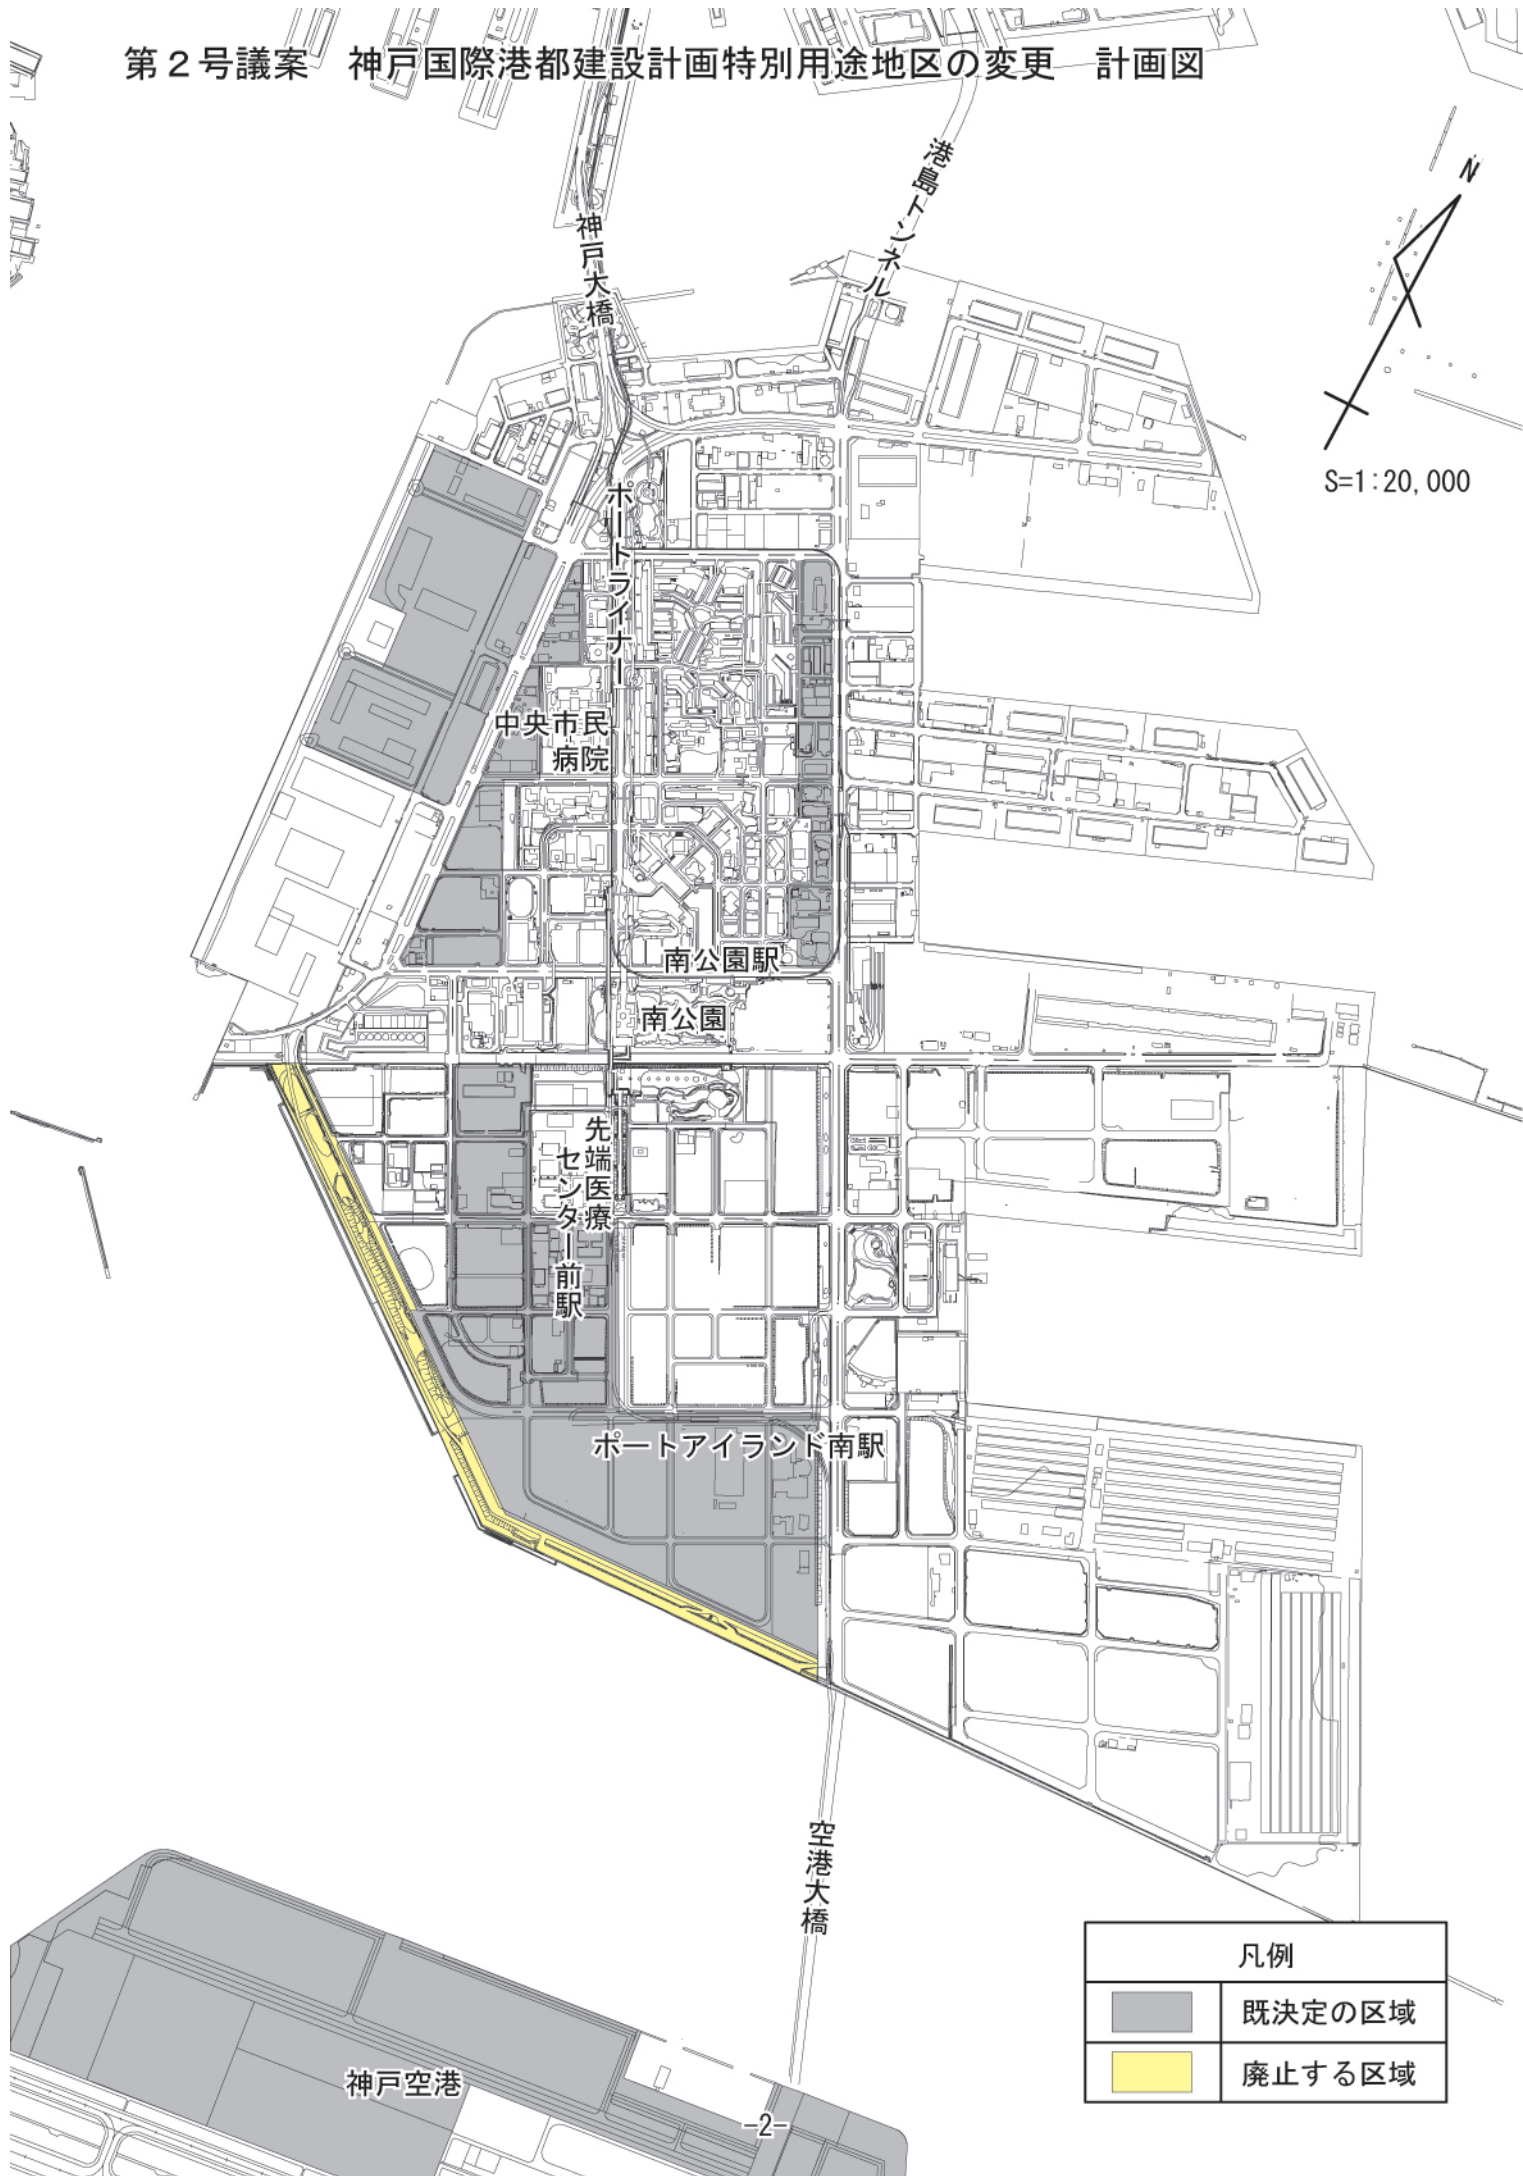 第２号議案　神戸国際港都建設計画特別用途地区の変更　計画図
港島トンネル
N
神戸大橋
S=1:20,000
ポートライナー
中央市民
病院
南公園駅
南公園
先端医療
センター前駅
ポートアイランド南駅
空港大橋
凡例
既決定の区域
廃止する区域
神戸空港
-2-